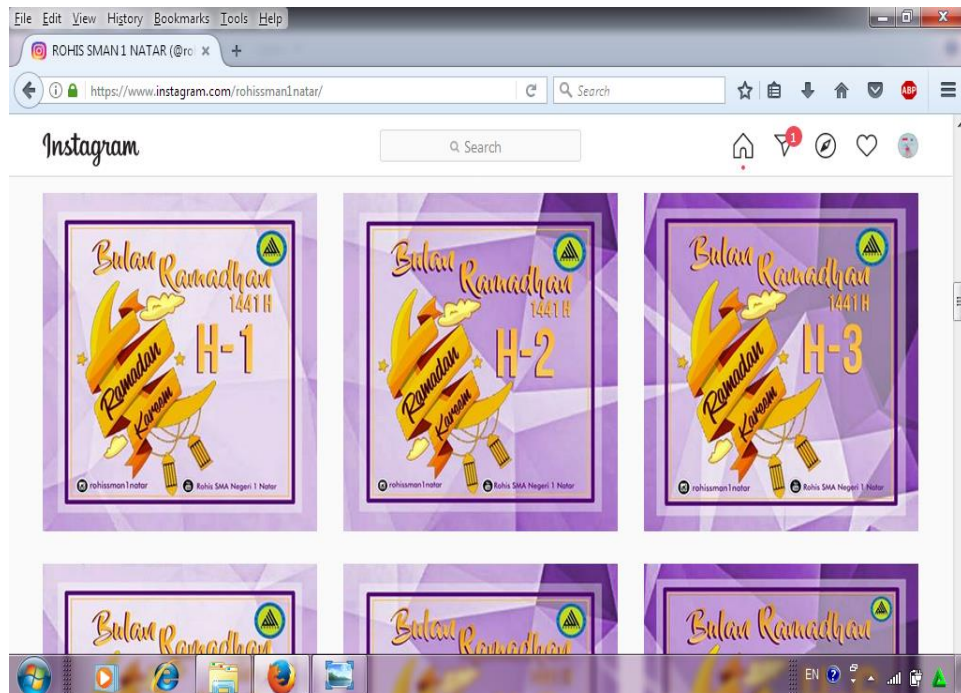 File Edit View History Bookmarks Tools Help
ROHIS SMAN 1 NATAR (@ro
https://www.instagram.com/rohissman1natar/
Search
ABP
Instagram
Search
1
Bulan Ramadhan
1441 H
H-1
Ramadan
Kareem
rohissman1natar
Rohis SMA Negeri 1 Natar
Bulan Ramadhan
1441 H
H-2
Ramadan
Kareem
rohissman1natar
Rohis SMA Negeri 1 Natar
Bulan Ramadhan
1441 H
H-3
Ramadan
Kareem
rohissman1natar
Rohis SMA Negeri 1 Natar
Bulan Ramadhan
Bulan Ramadhan
Bulan Ramadhan
EN